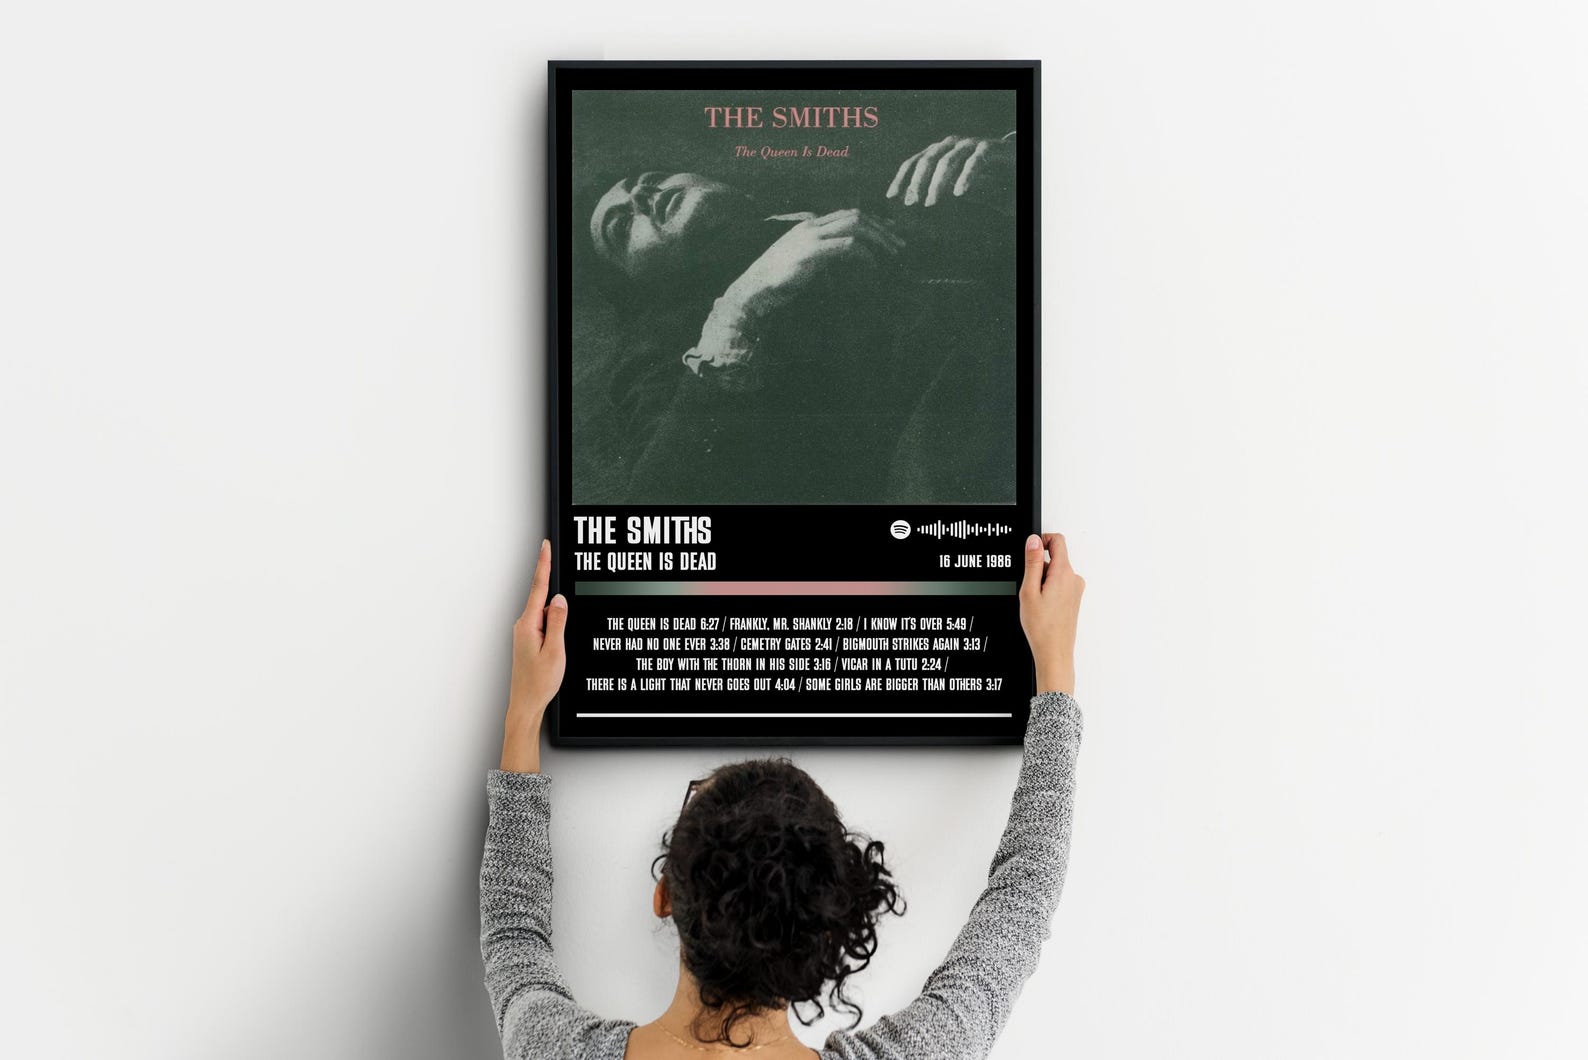 THE SMITHS
The Queen Is Dead
THE SMITHS
THE QUEEN IS DEAD
16 JUNE 1986
THE QUEEN IS DEAD 6:27 / FRANKLY, MR. SHANKLY 2:18 / I KNOW IT'S OVER 5:49 /
NEVER HAD NO ONE EVER 3:38 / CEMETRY GATES 2:41 / BIGMOUTH STRIKES AGAIN 3:13 /
THE BOY WITH THE THORN IN HIS SIDE 3:16 / VICAR IN A TUTU 2:24 /
THERE IS A LIGHT THAT NEVER GOES OUT 4:04 / SOME GIRLS ARE BIGGER THAN OTHERS 3:17